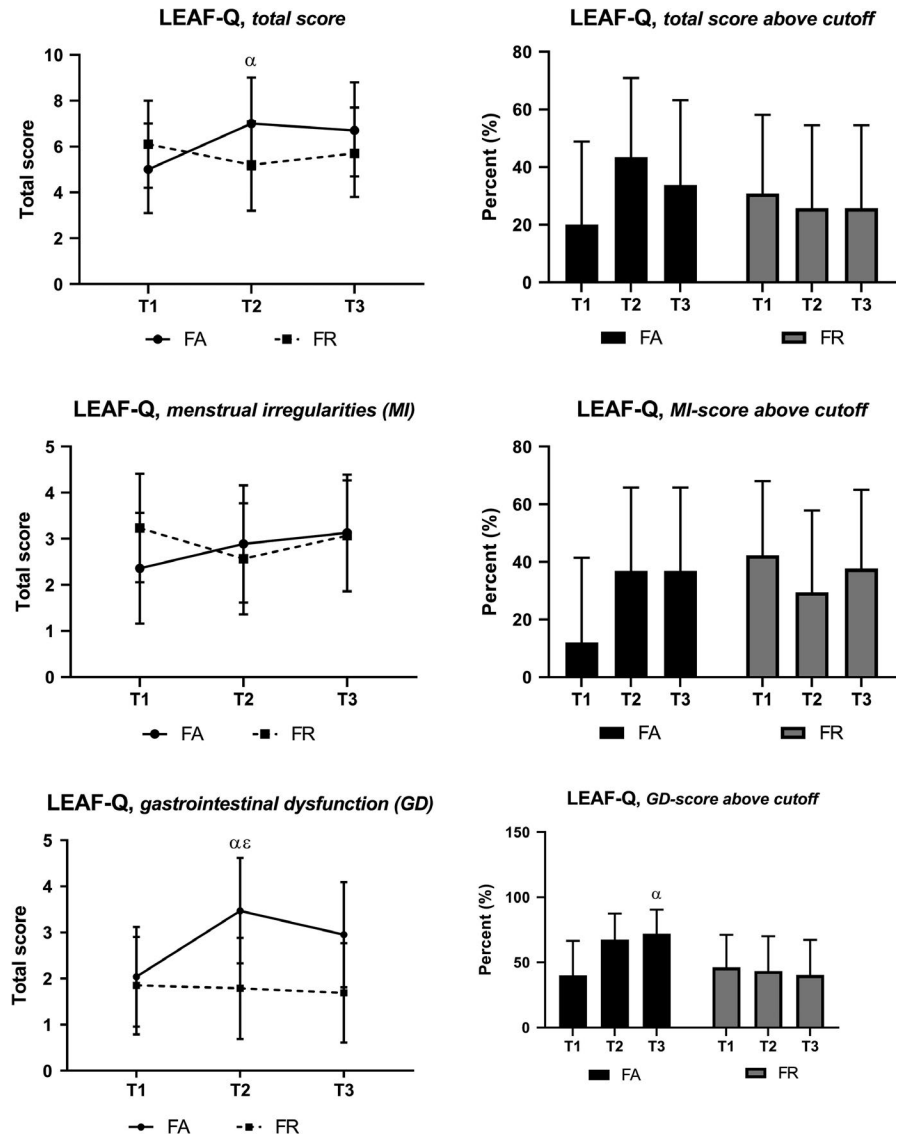 LEAF-Q, total score
α
10
8
6
4
2
0
Total score
T1 T2 T3
FA FR
LEAF-Q, total score above cutoff
80
60
40
20
0
Percent (%)
T1 T2 T3 T1 T2 T3
FA FR
LEAF-Q, menstrual irregularities (MI)
5
4
3
2
1
0
Total score
T1 T2 T3
FA FR
LEAF-Q, MI-score above cutoff
80
60
40
20
0
Percent (%)
T1 T2 T3 T1 T2 T3
FA FR
LEAF-Q, gastrointestinal dysfunction (GD)
αε
5
4
3
2
1
0
Total score
T1 T2 T3
FA FR
LEAF-Q, GD-score above cutoff
150
100
50
0
α
Percent (%)
T1 T2 T3 T1 T2 T3
FA FR